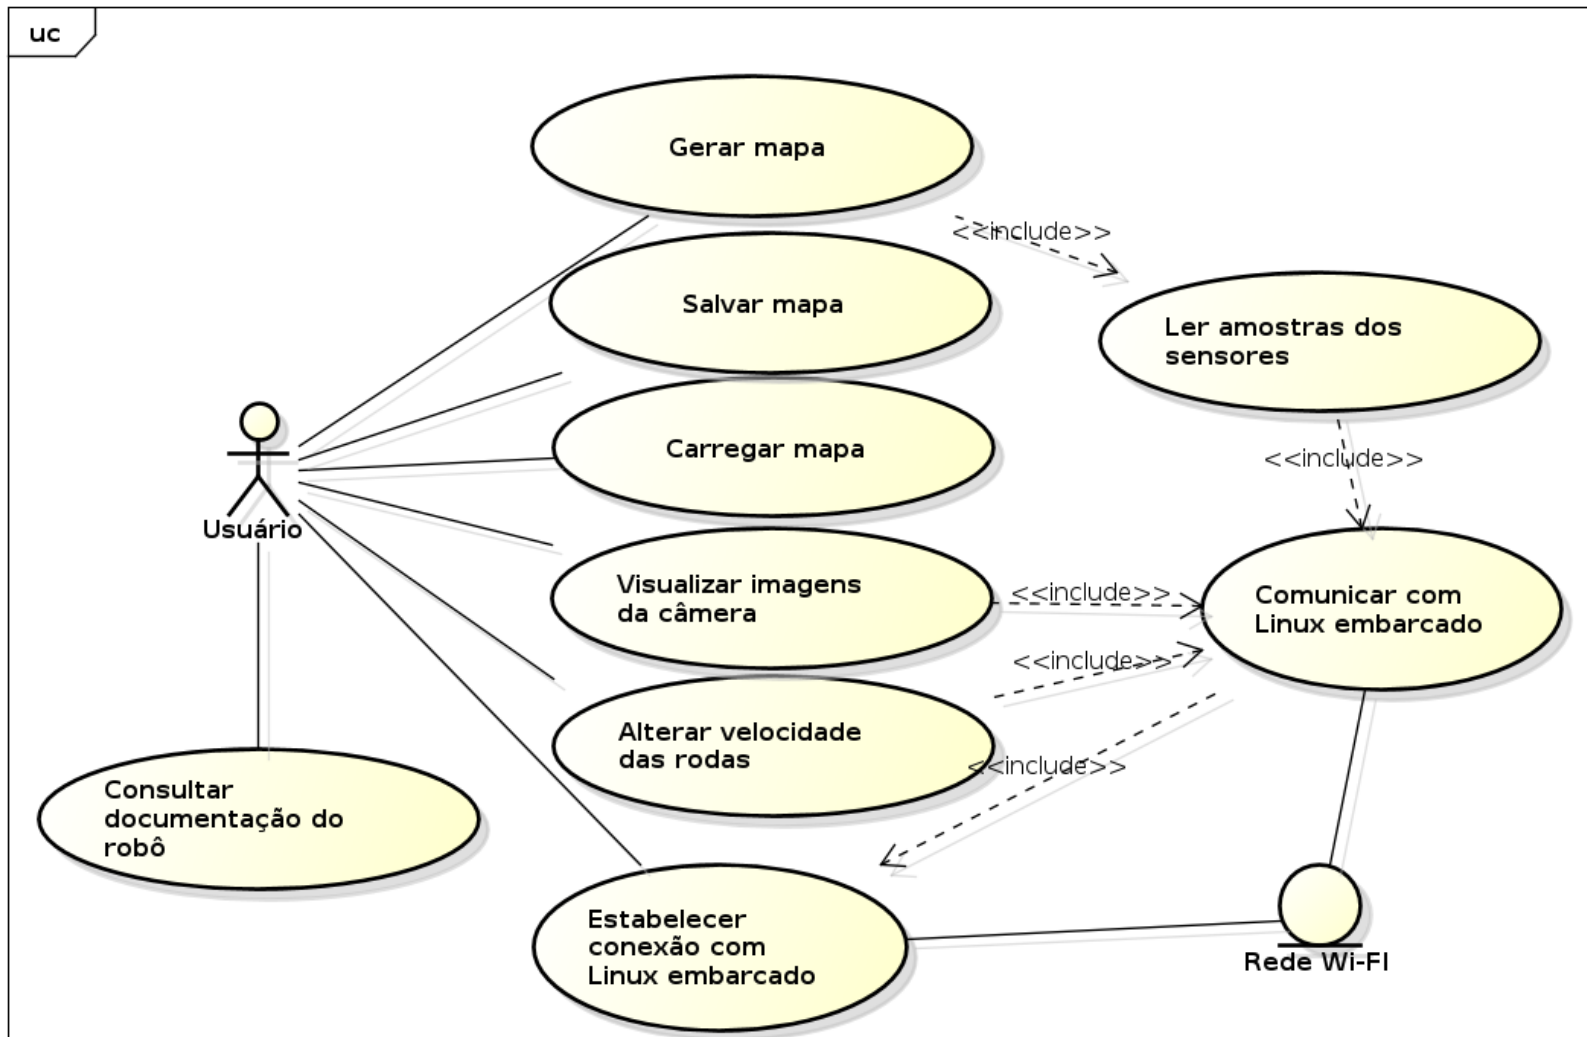 uc
Gerar mapa
<<include>>
Salvar mapa
Ler amostras dos
sensores
Carregar mapa
<<include>>
Usuário
Visualizar imagens
da câmera
<<include>>
Comunicar com
Linux embarcado
<<include>>
Alterar velocidade
das rodas
<<include>>
Consultar
documentação do
robô
Estabelecer
conexão com
Linux embarcado
Rede Wi-FI